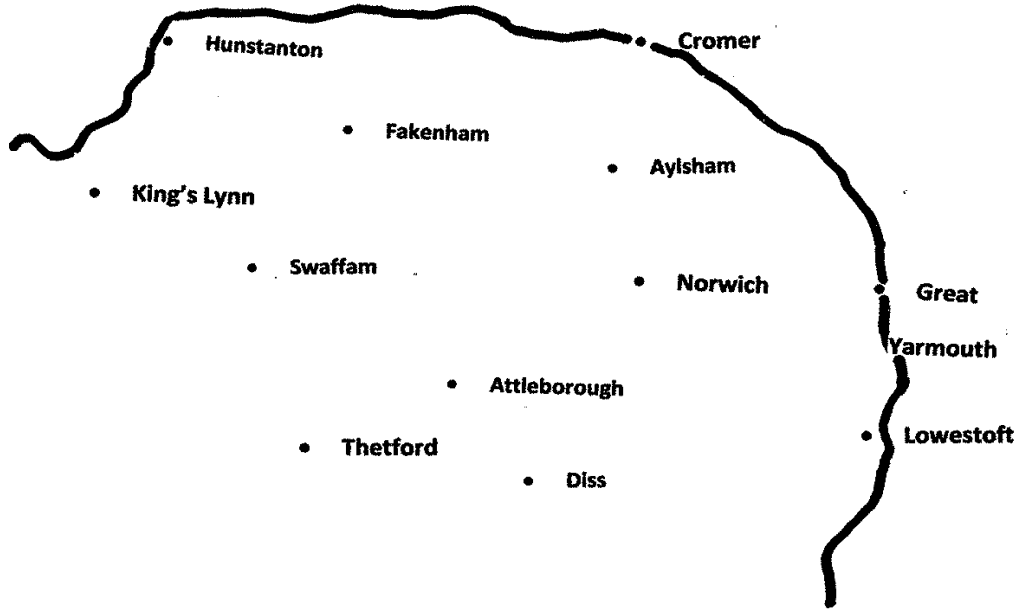 Hunstanton
Cromer
Fakenham
Aylsham
King's Lynn
Swaffam
Norwich
Great
Yarmouth
Attleborough
Lowestoft
Thetford
Diss